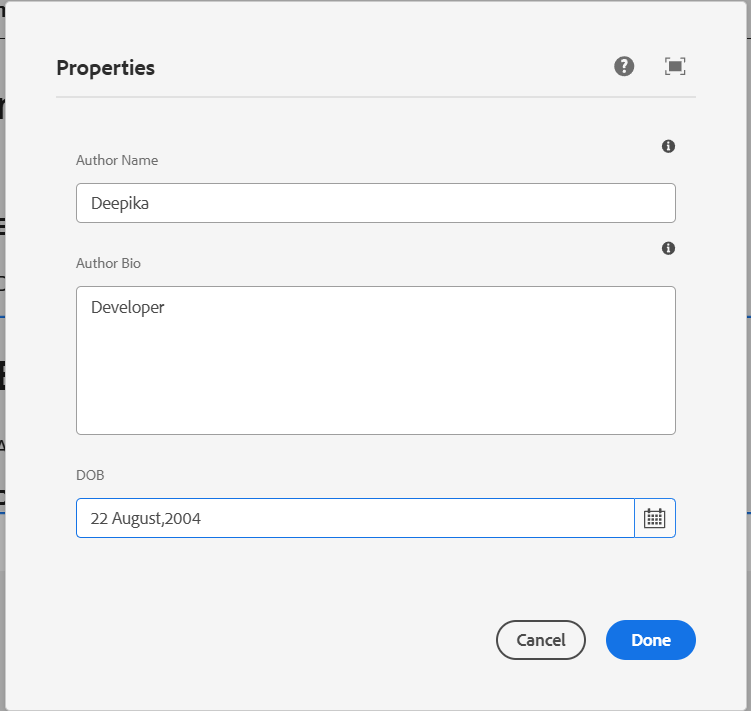 Properties
Author Name
Deepika
Author Bio
Developer
DOB
22 August,2004
Cancel
Done